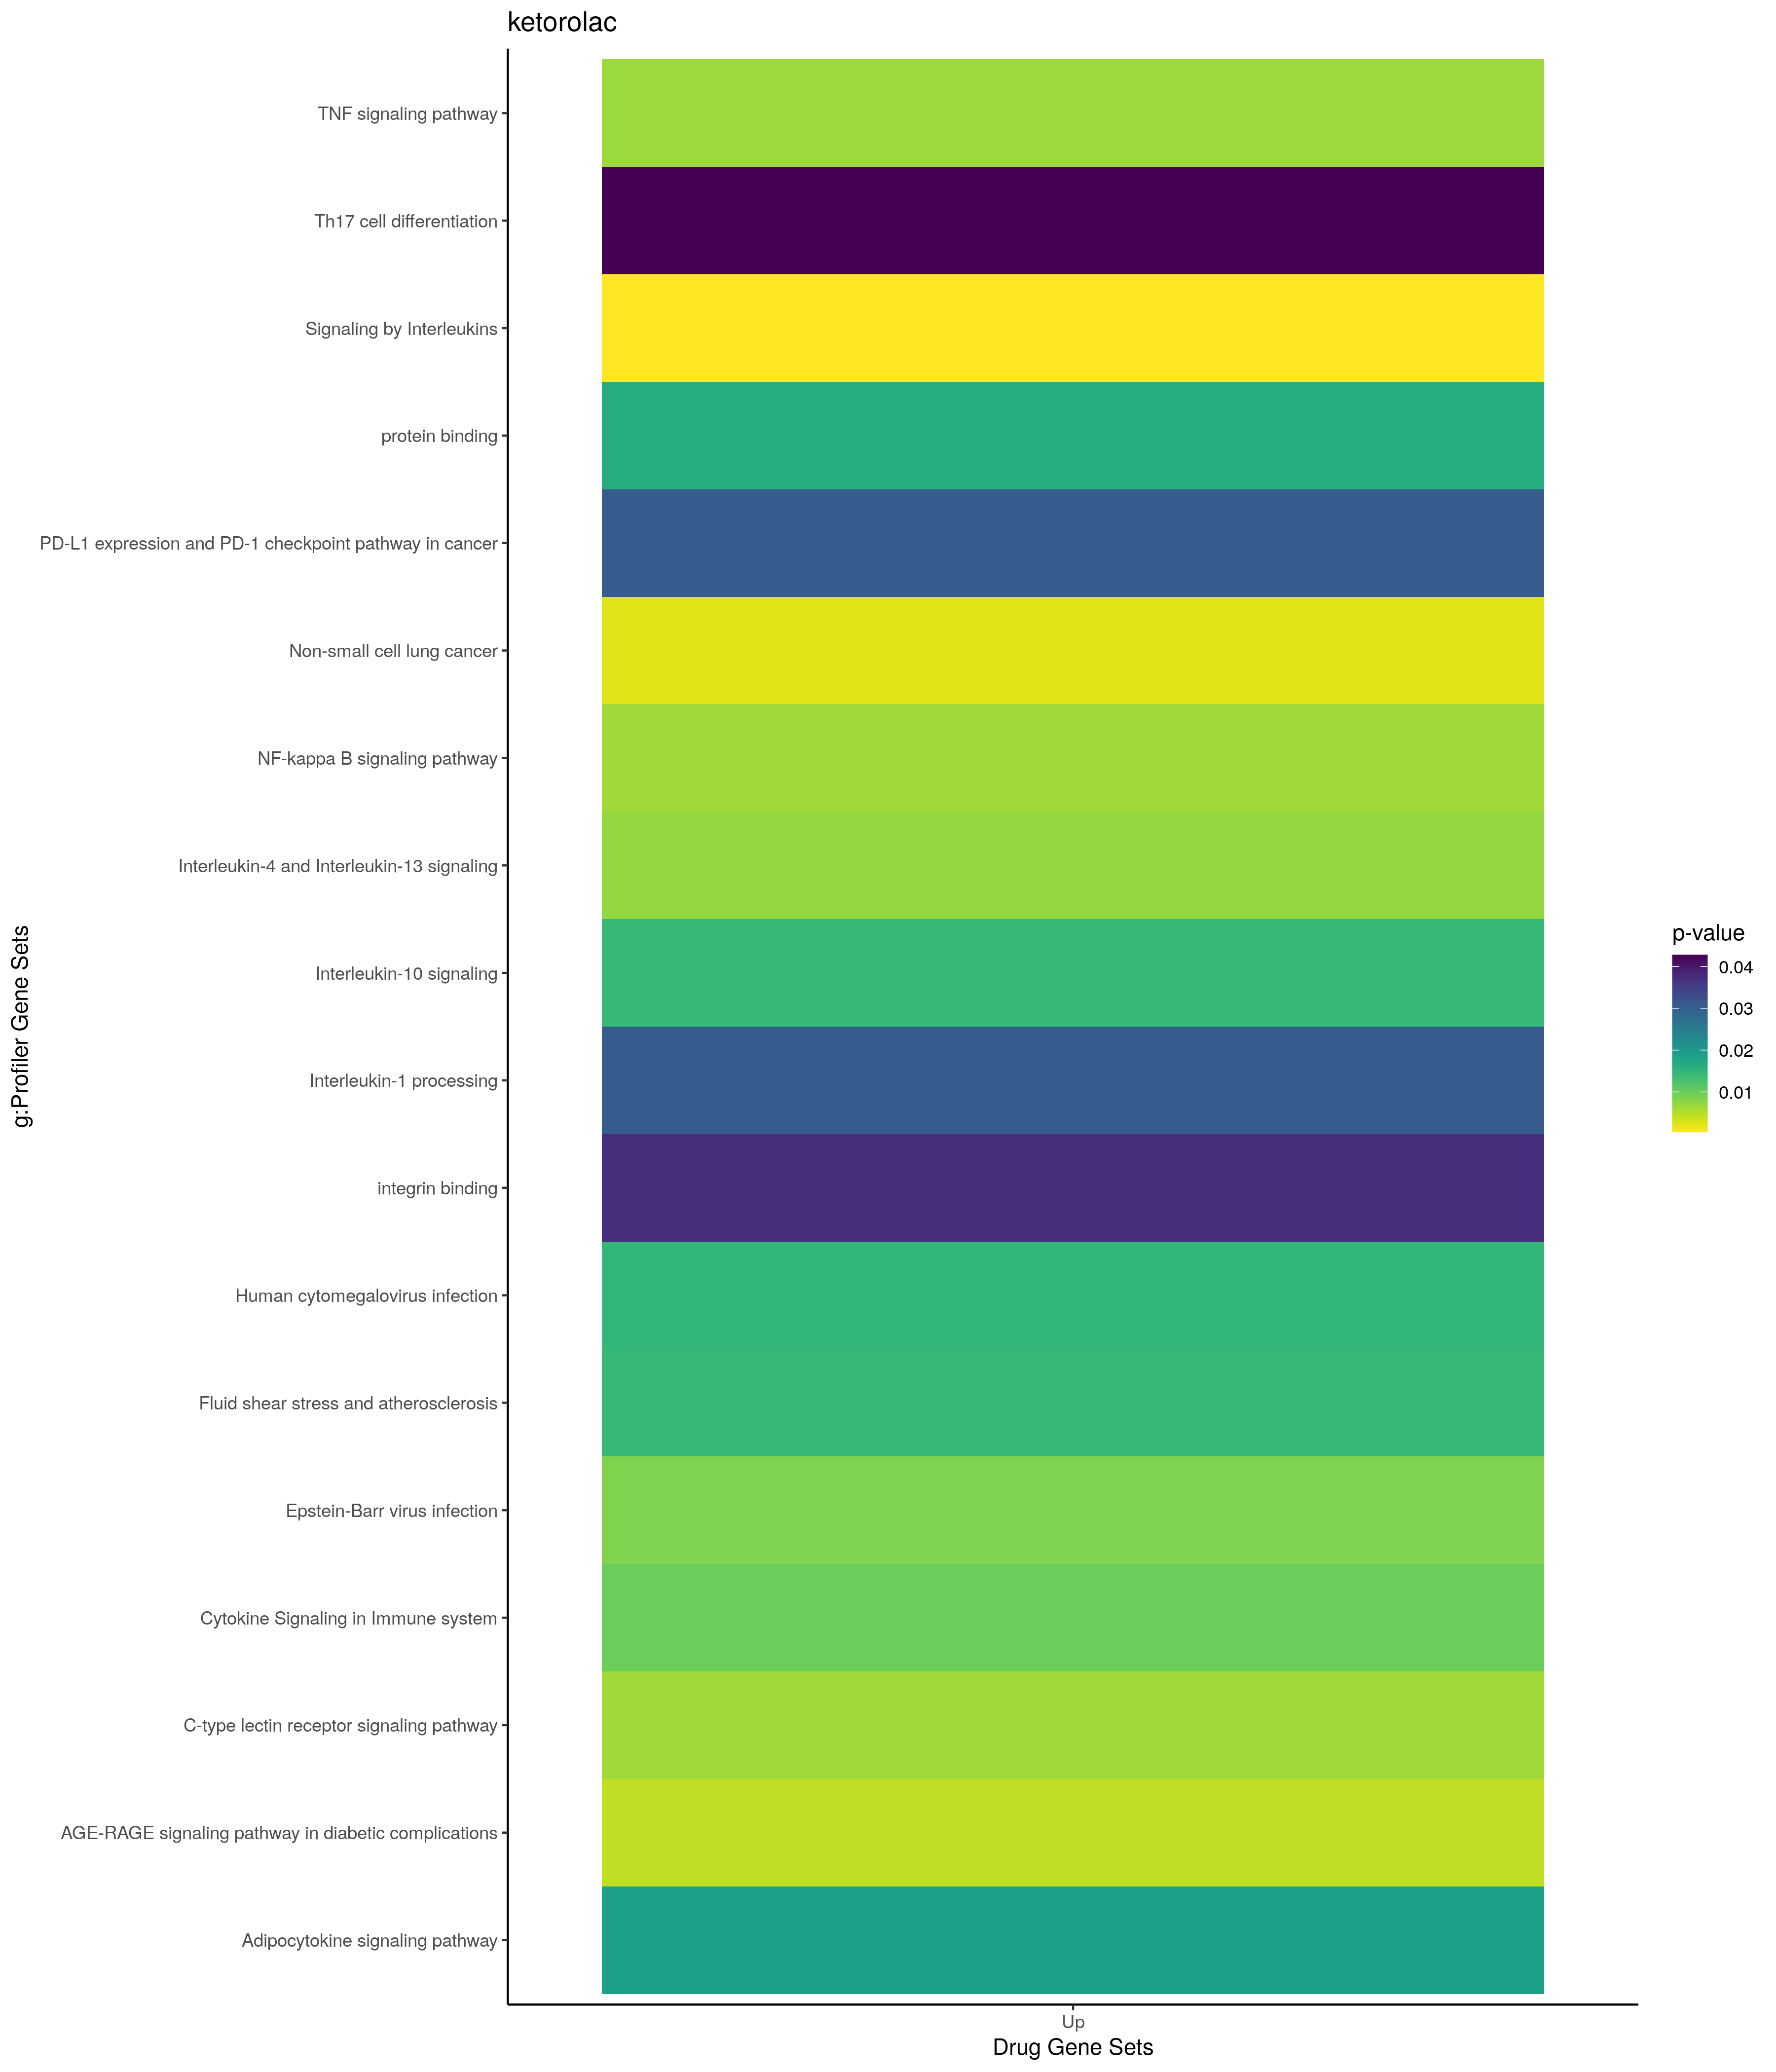 ketorolac
TNF signaling pathway
Th17 cell differentiation
Signaling by Interleukins
protein binding
PD-L1 expression and PD-1 checkpoint pathway in cancer
Non-small cell lung cancer
NF-kappa B signaling pathway
Interleukin-4 and Interleukin-13 signaling
Interleukin-10 signaling
Interleukin-1 processing
integrin binding
Human cytomegalovirus infection
Fluid shear stress and atherosclerosis
Epstein-Barr virus infection
Cytokine Signaling in Immune system
C-type lectin receptor signaling pathway
AGE-RAGE signaling pathway in diabetic complications
Adipocytokine signaling pathway
g:Profiler Gene Sets
Up
Drug Gene Sets
p-value
0.04
0.03
0.02
0.01